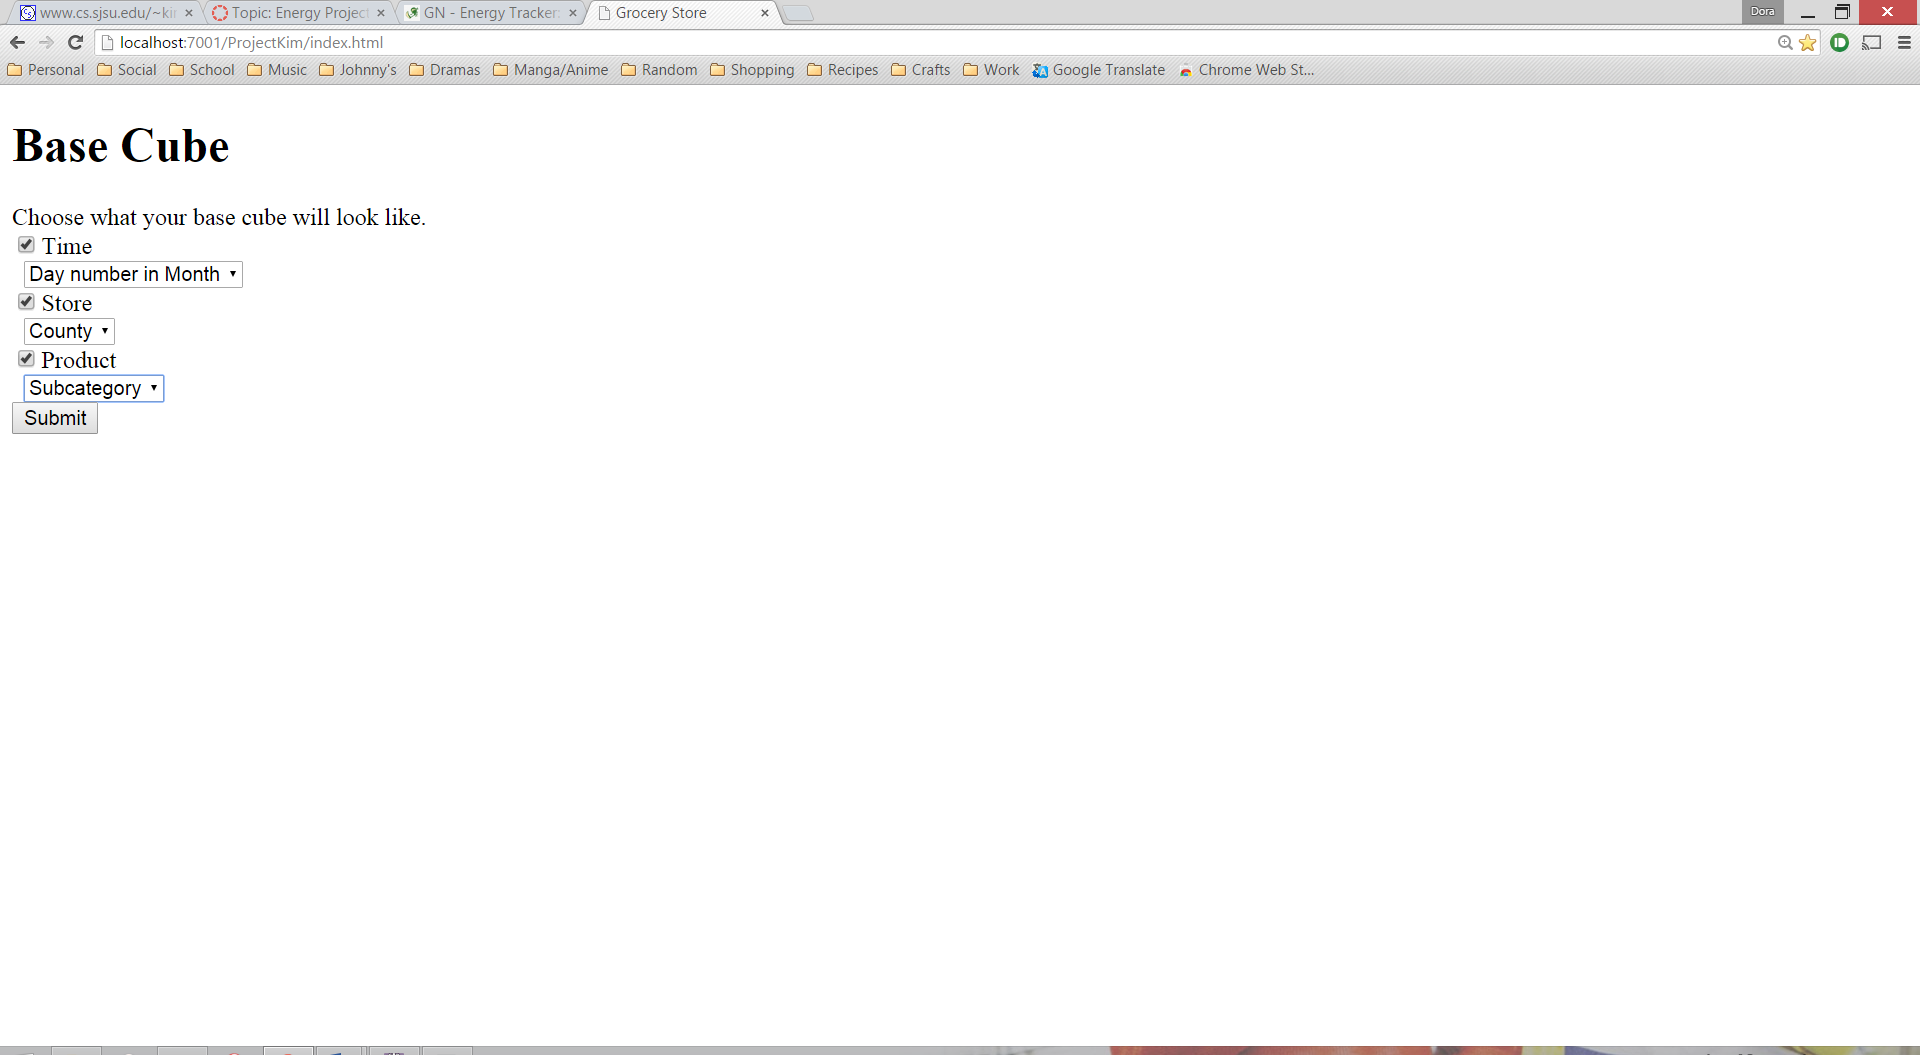 www.cs.sjsu.edu/~ki Topic: Energy Project GN - Energy Tracker: Grocery Store Dora
localhost:7001/ProjectKim/index.html
Personal Social School Music Johnny's Dramas Manga/Anime Random Shopping Recipes Crafts Work Google Translate Chrome Web St...
Base Cube
Choose what your base cube will look like.
Time
Day number in Month
Store
County
Product
Subcategory
Submit